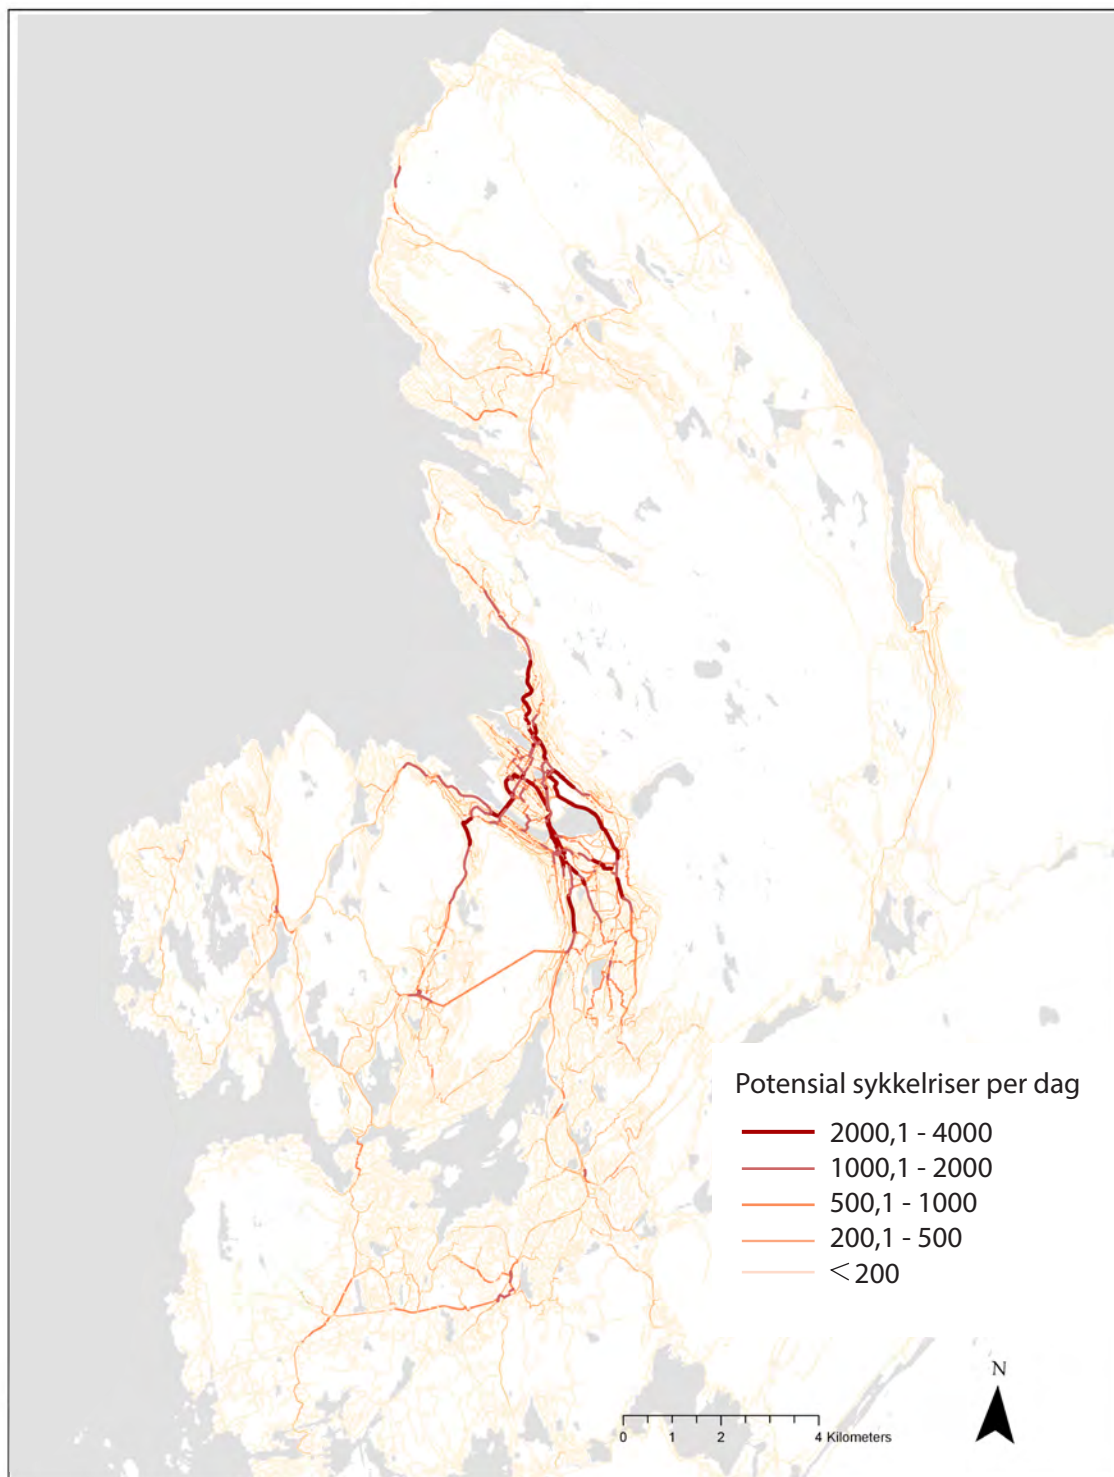 Potensial sykkelriser per dag
2000,1 - 4000
1000,1 - 2000
500,1 - 1000
200,1 - 500
< 200
N
0 1 2 4 Kilometers